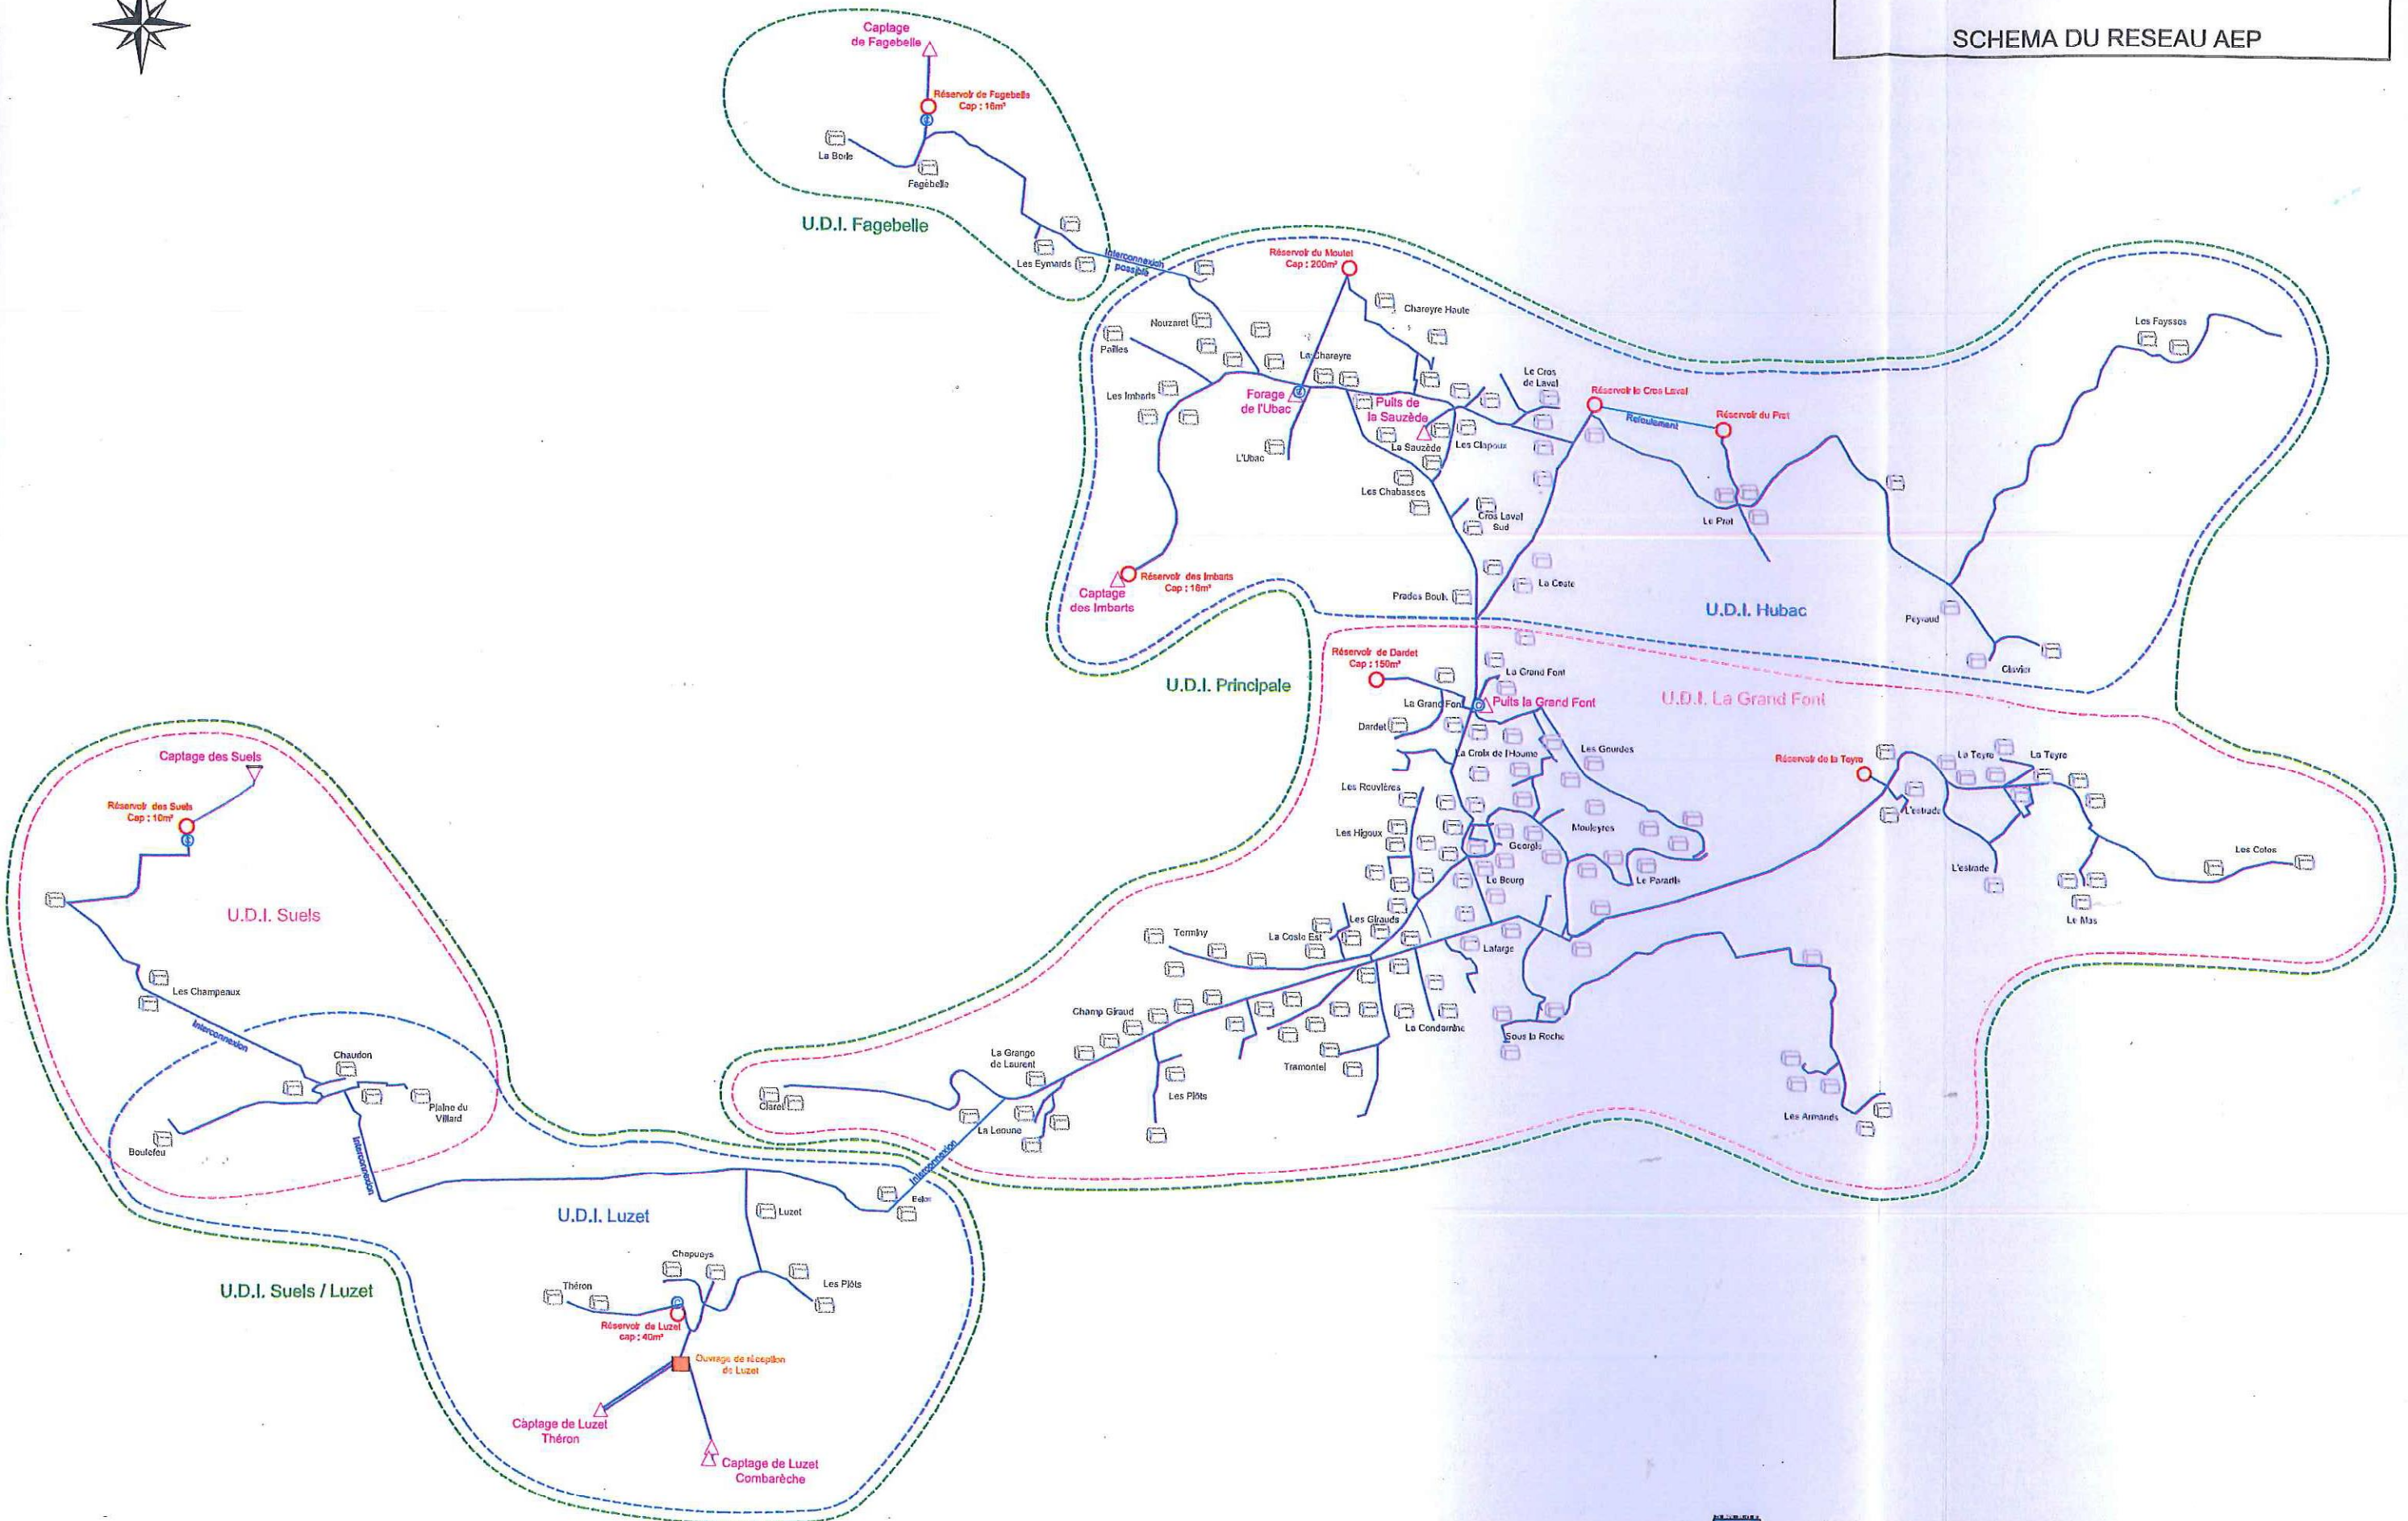 SCHEMA DU RESEAU AEP
Captage
de Fagebelle
Réservoir de Fagebelle
Cap : 16m³
La Borie
Fagebelle
U.D.I. Fagebelle
Les Eymards
Interconnexion
possible
Réservoir du Moutet
Cap : 200m³
Chareyre Haute
Nouzaret
Pailles
La Chareyre
Les Imbarts
Forage
de l'Ubac
L'Ubac
Puits de
la Sauzède
La Sauzède
Les Clapoux
Le Cros
de Laval
Réservoir le Cros Laval
Refoulement
Réservoir du Prat
Les Faysses
Les Chabasses
Cros Laval
Sud
Le Prat
Réservoir des Imbarts
Cap : 16m³
Captage
des Imbarts
Prades Bouls
La Coste
U.D.I. Hubac
Peyraud
Clavier
U.D.I. Principale
Réservoir de Dardet
Cap : 150m³
La Grand Font
La Grand Font
Puits la Grand Font
U.D.I. La Grand Font
Dardet
La Croix de l'Houme
Les Gourdes
Réservoir de la Teyre
La Teyre
La Teyre
L'estrade
L'estrade
Les Cotes
Le Mas
Les Rouvières
Les Higoux
Georgis
Mouleyres
Le Bourg
Le Paradis
Captage des Suels
Réservoir des Suels
Cap : 10m³
U.D.I. Suels
Les Champeaux
Interconnexion
Chaudon
Plaine du
Villard
Boutefeu
Interconnexion
Terminy
La Coste Est
Les Girauds
Lafarge
Champ Giraud
La Condamine
Sous la Roche
Tramontel
La Grange
de Laurent
Claret
Les Plôts
La Leoune
Les Armands
Interconnexion
U.D.I. Luzet
Luzet
U.D.I. Suels / Luzet
Chapueys
Théron
Les Plôts
Réservoir de Luzet
cap : 40m³
Ouvrage de réception
de Luzet
Captage de Luzet
Théron
Captage de Luzet
Combarèche